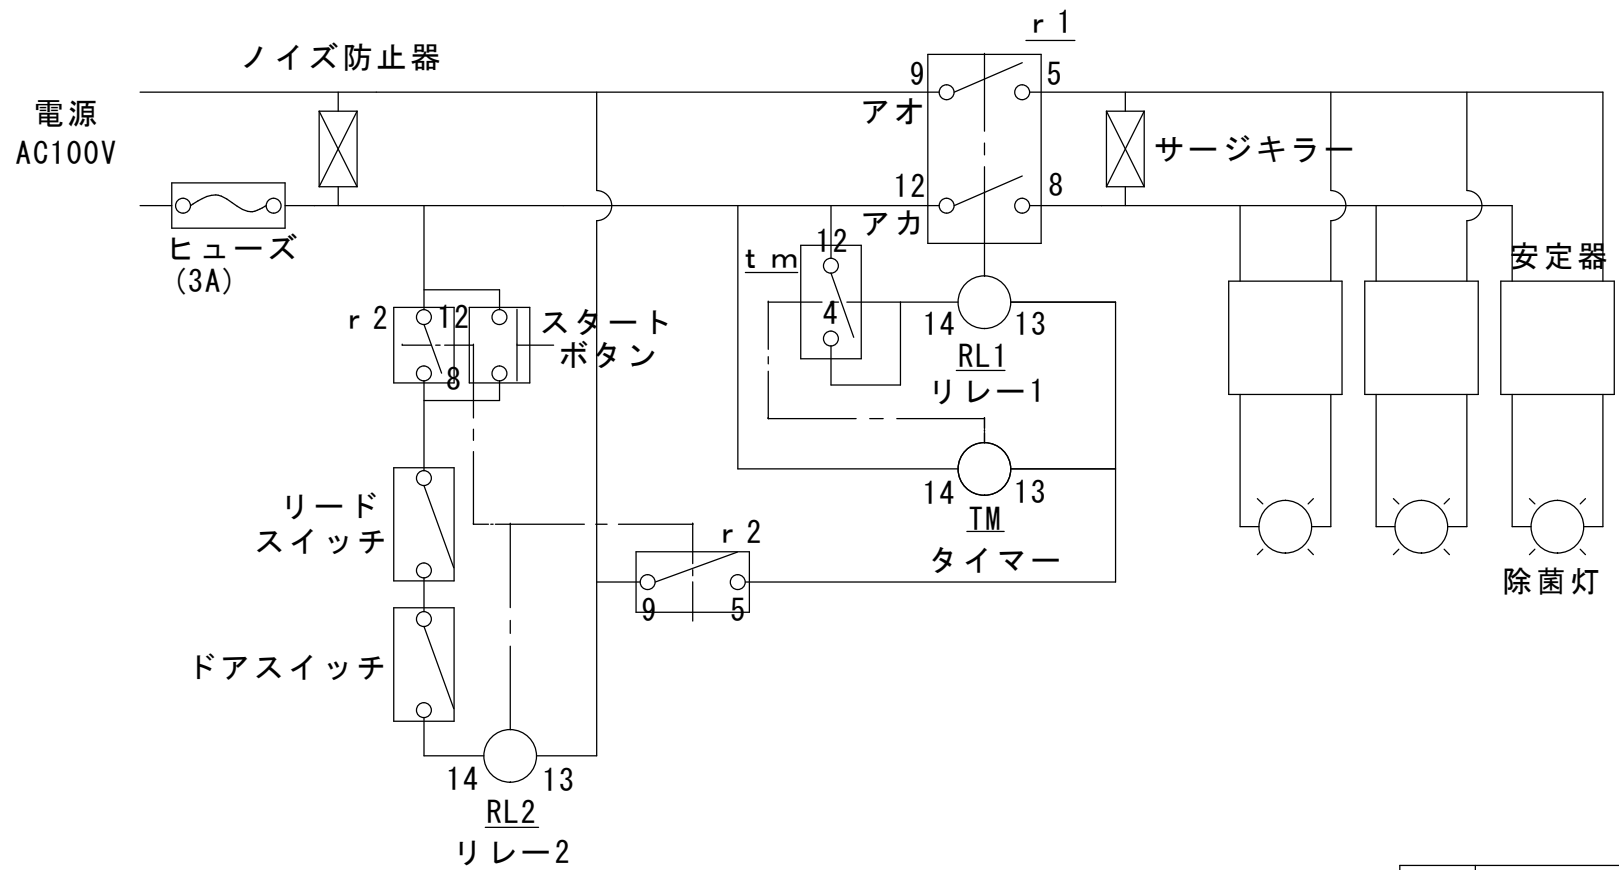 r 1
ノイズ防止器
9
5
電源
アオ
AC100V
サージキラー
12
8
アカ
ヒューズ
(3A)
12
t m
安定器
4
r 2
12
スタート
ボタン
8
14
13
RL1
リレー1
リード
スイッチ
14
13
TM
タイマー
r 2
除菌灯
9
5
ドアスイッチ
14
13
RL2
リレー2